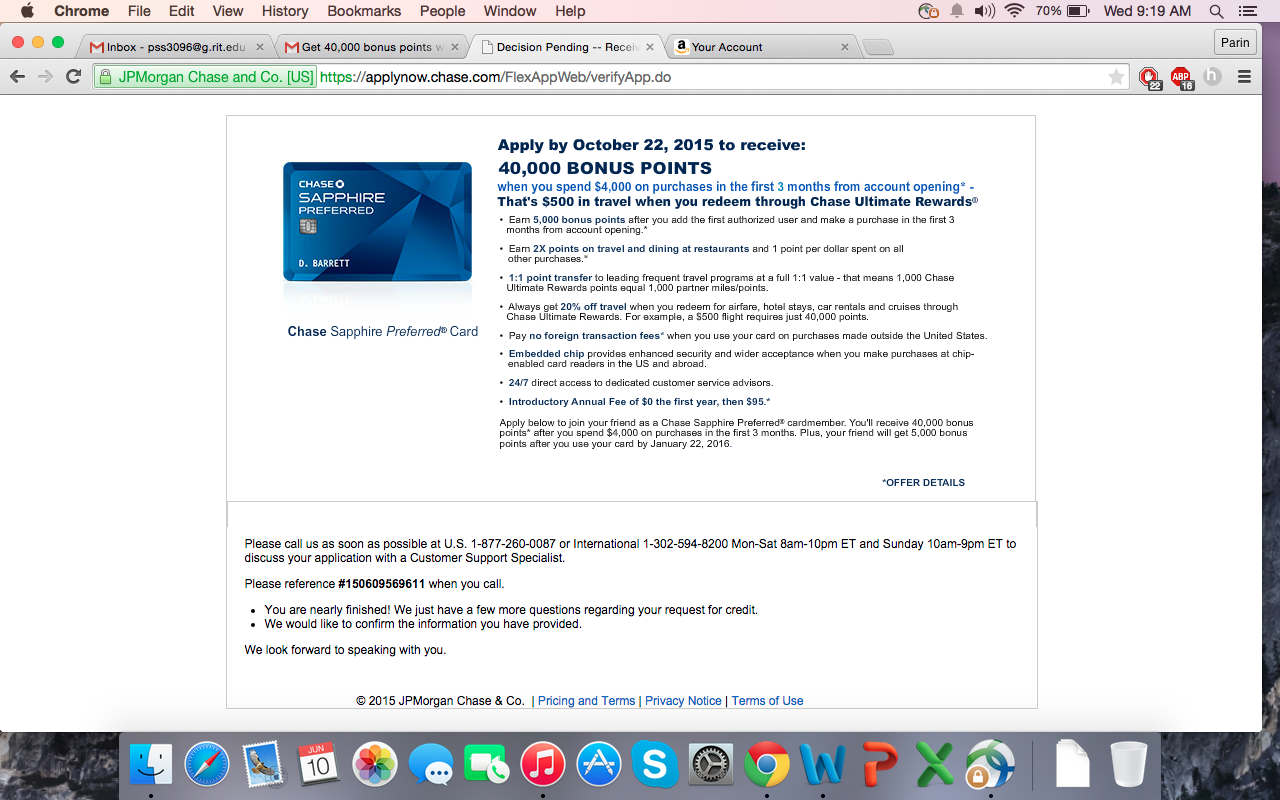 Chrome File Edit View History Bookmarks People Window Help 70% Wed 9:19 AM
Inbox - pss3096@g.rit.edu Get 40,000 bonus points w Decision Pending -- Recei Your Account Parin
JPMorgan Chase and Co. [US] https://applynow.chase.com/FlexAppWeb/verifyApp.do 22 ABP 16 h
Apply by October 22, 2015 to receive:
40,000 BONUS POINTS
when you spend $4,000 on purchases in the first 3 months from account opening* -
That's $500 in travel when you redeem through Chase Ultimate Rewards®
• Earn 5,000 bonus points after you add the first authorized user and make a purchase in the first 3
months from account opening.*
• Earn 2X points on travel and dining at restaurants and 1 point per dollar spent on all
other purchases.*
• 1:1 point transfer to leading frequent travel programs at a full 1:1 value - that means 1,000 Chase
Ultimate Rewards points equal 1,000 partner miles/points.
• Always get 20% off travel when you redeem for airfare, hotel stays, car rentals and cruises through
Chase Ultimate Rewards. For example, a $500 flight requires just 40,000 points.
• Pay no foreign transaction fees* when you use your card on purchases made outside the United States.
• Embedded chip provides enhanced security and wider acceptance when you make purchases at chip-
enabled card readers in the US and abroad.
• 24/7 direct access to dedicated customer service advisors.
• Introductory Annual Fee of $0 the first year, then $95.*
Apply below to join your friend as a Chase Sapphire Preferred® cardmember. You'll receive 40,000 bonus
points* after you spend $4,000 on purchases in the first 3 months. Plus, your friend will get 5,000 bonus
points after you use your card by January 22, 2016.
*OFFER DETAILS
CHASE
SAPPHIRE
PREFERRED
D. BARRETT
Chase Sapphire Preferred® Card
Please call us as soon as possible at U.S. 1-877-260-0087 or International 1-302-594-8200 Mon-Sat 8am-10pm ET and Sunday 10am-9pm ET to
discuss your application with a Customer Support Specialist.
Please reference #150609569611 when you call.
• You are nearly finished! We just have a few more questions regarding your request for credit.
• We would like to confirm the information you have provided.
We look forward to speaking with you.
© 2015 JPMorgan Chase & Co. | Pricing and Terms | Privacy Notice | Terms of Use
JUN
10